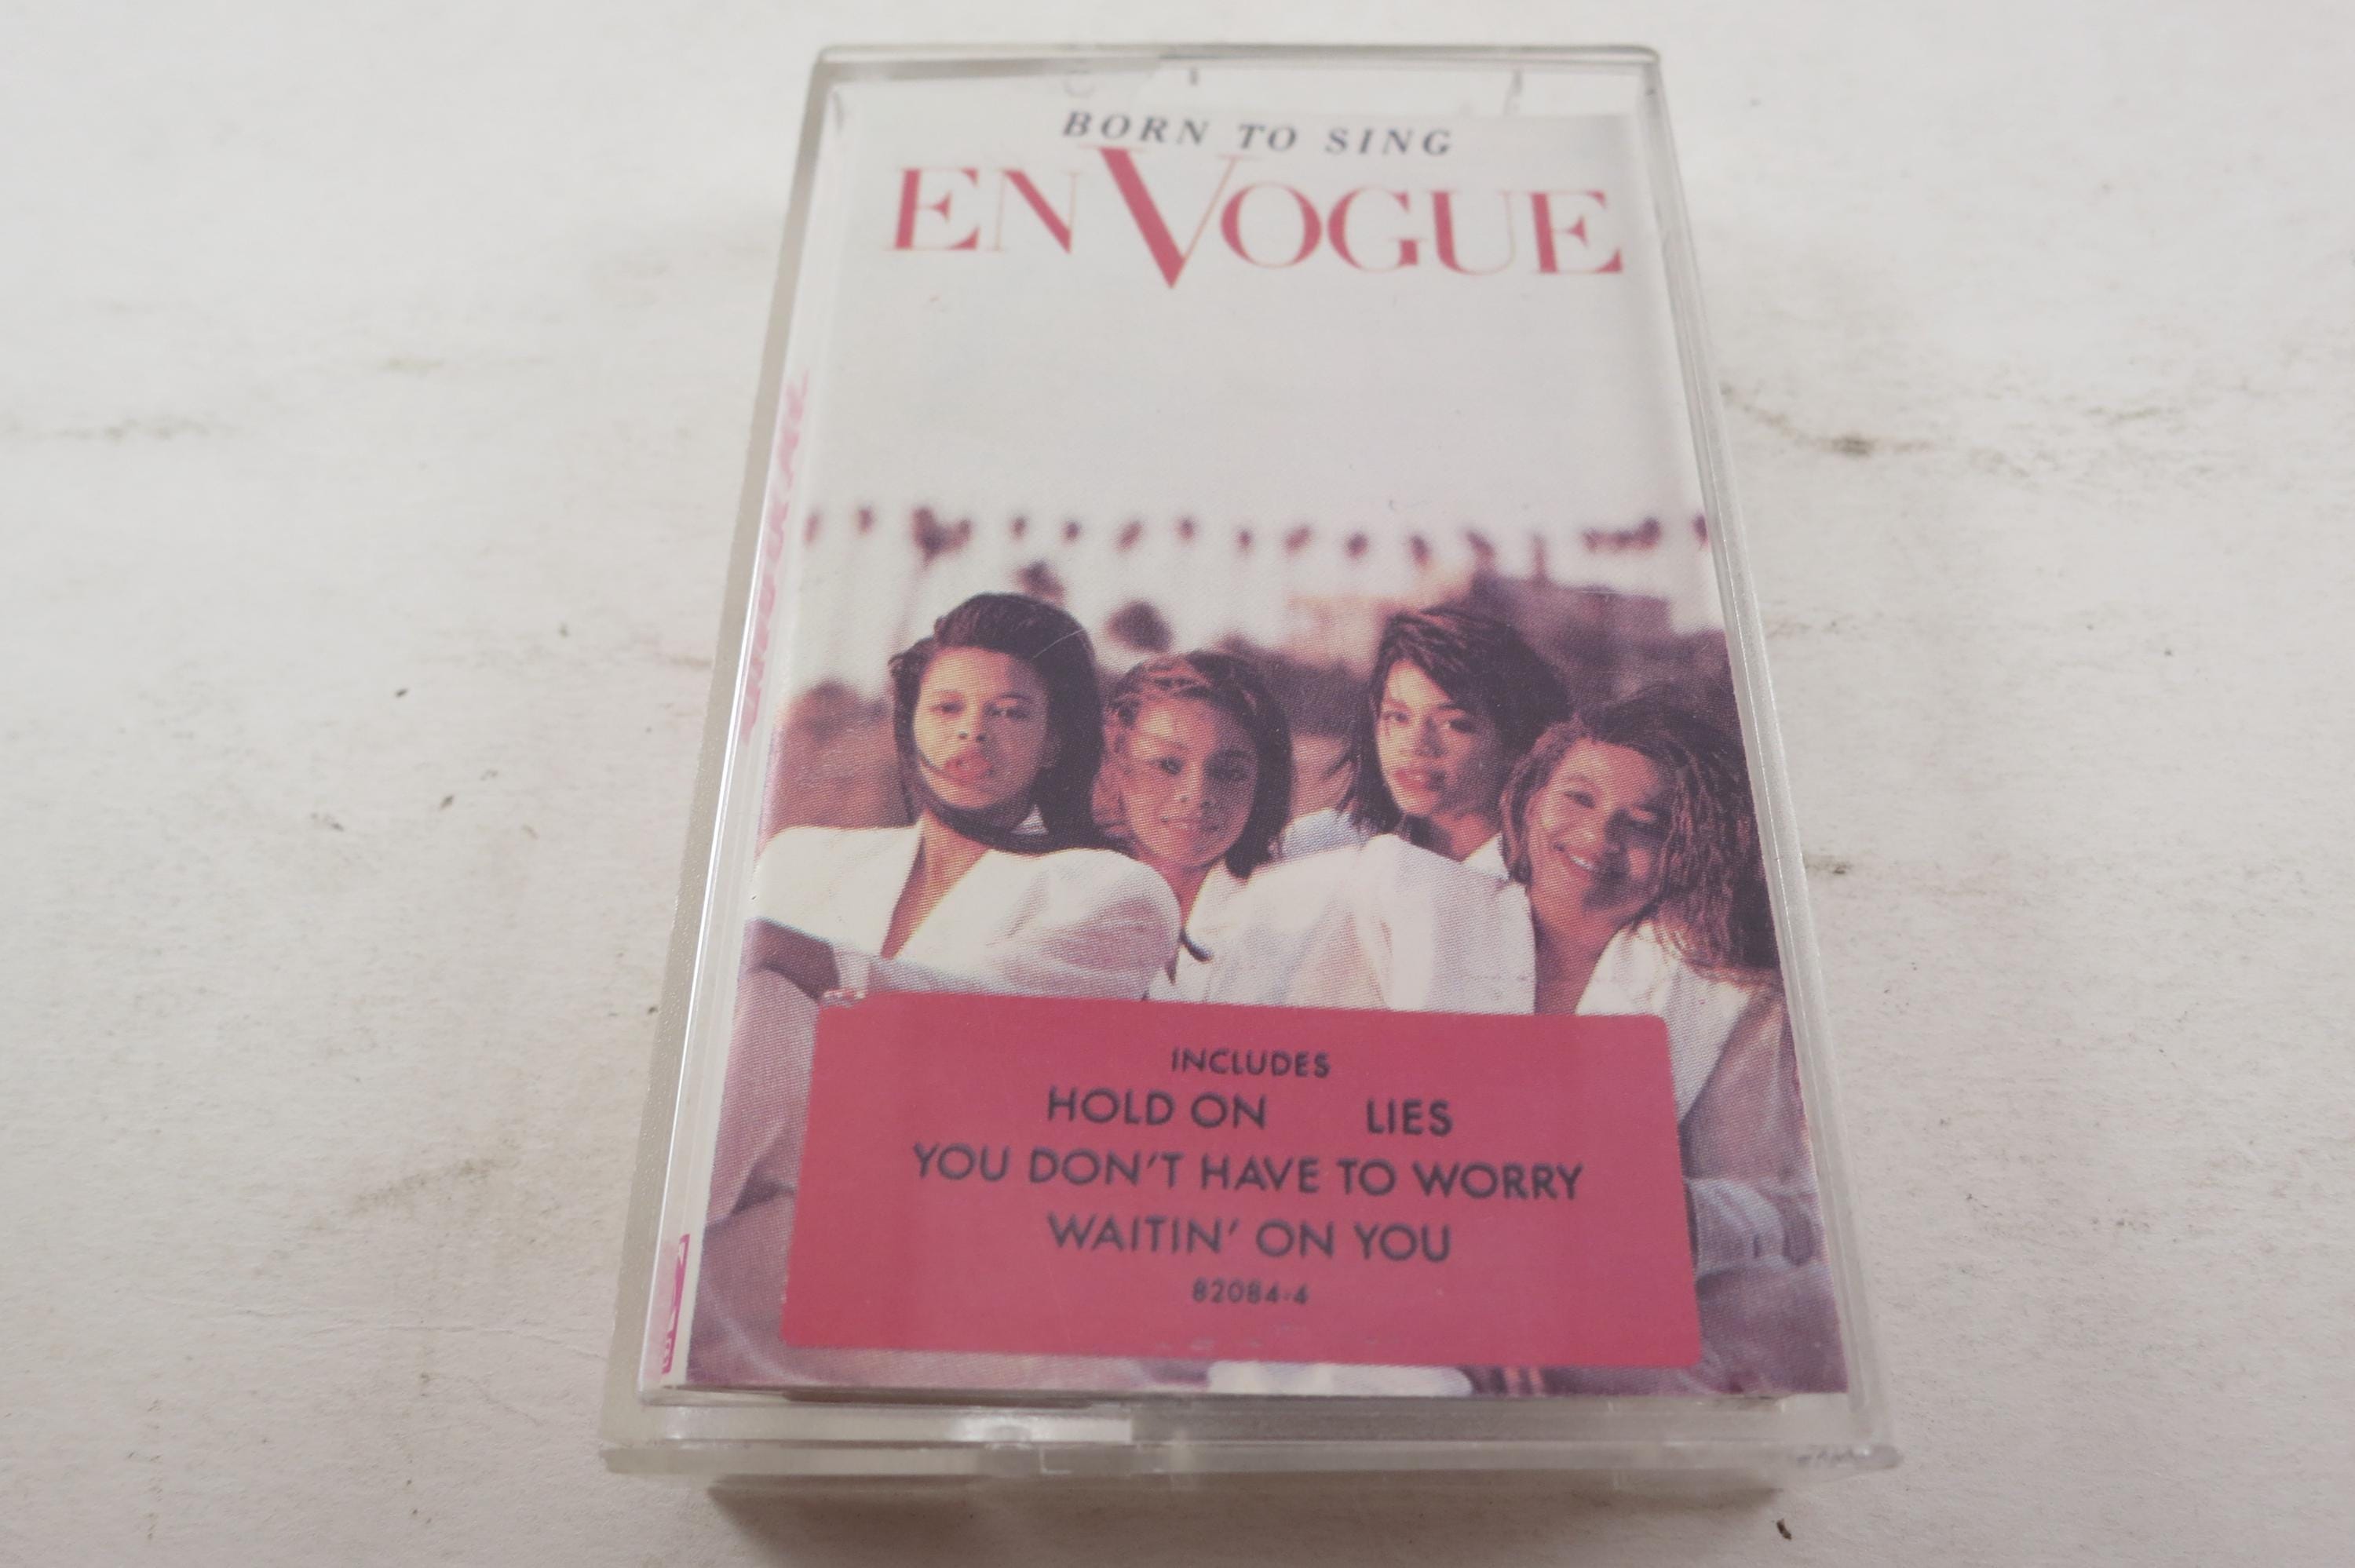 BORN TO SING
EN VOGUE
INCLUDES
HOLD ON LIES
YOU DON'T HAVE TO WORRY
WAITIN' ON YOU
82084-4